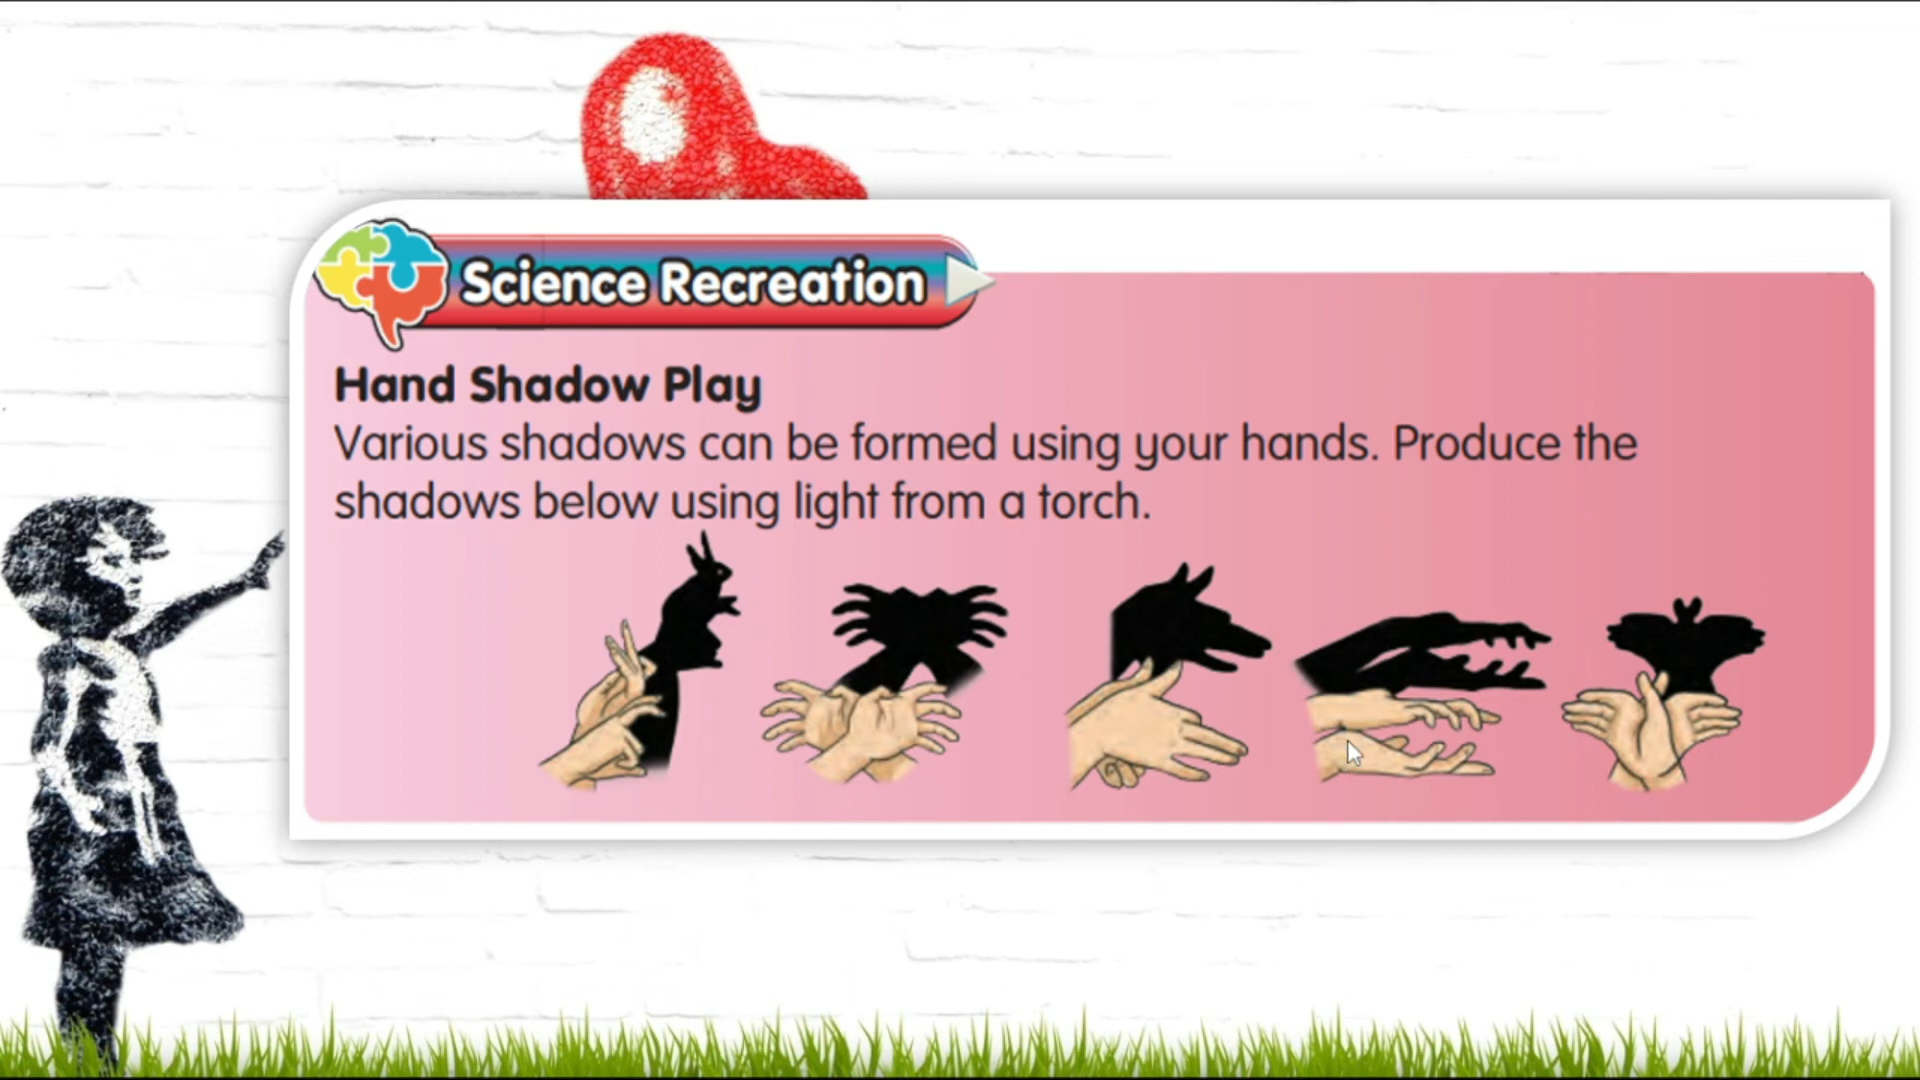 Science Recreation
Hand Shadow Play
Various shadows can be formed using your hands. Produce the
shadows below using light from a torch.